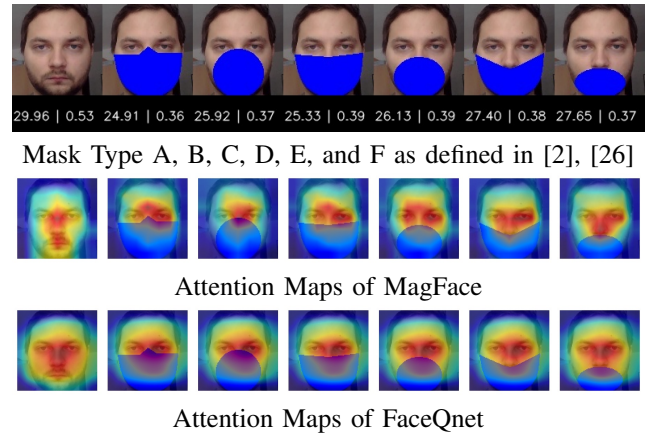 29.96 | 0.53 24.91 | 0.36 25.92 | 0.37 25.33 | 0.39 26.13 | 0.39 27.40 | 0.38 27.65 | 0.37
Mask Type A, B, C, D, E, and F as defined in [2], [26]
Attention Maps of MagFace
Attention Maps of FaceQnet